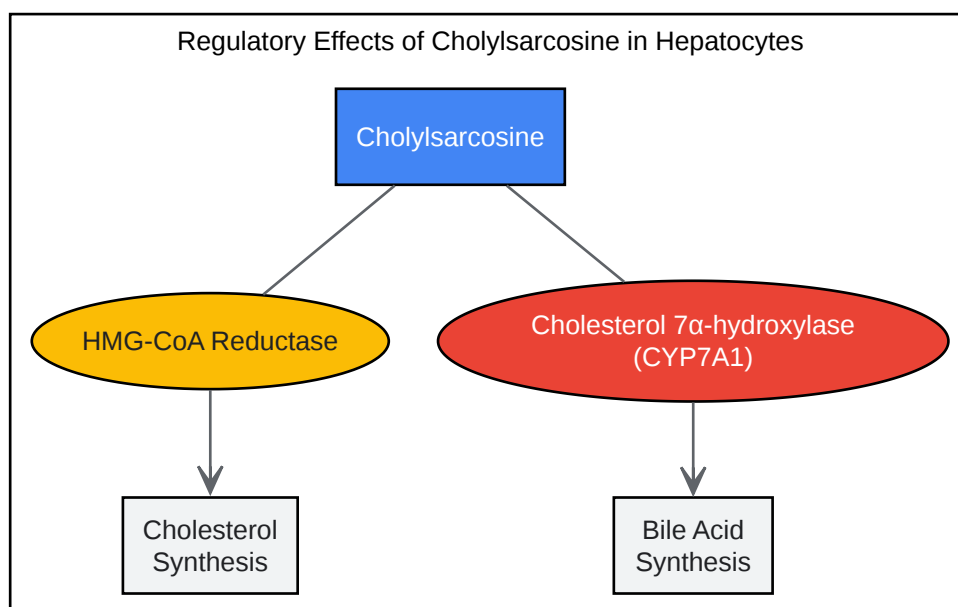 Regulatory Effects of Cholylsarcosine in Hepatocytes
Cholylsarcosine
HMG-CoA Reductase
Cholesterol 7α-hydroxylase
(CYP7A1)
Cholesterol
Synthesis
Bile Acid
Synthesis